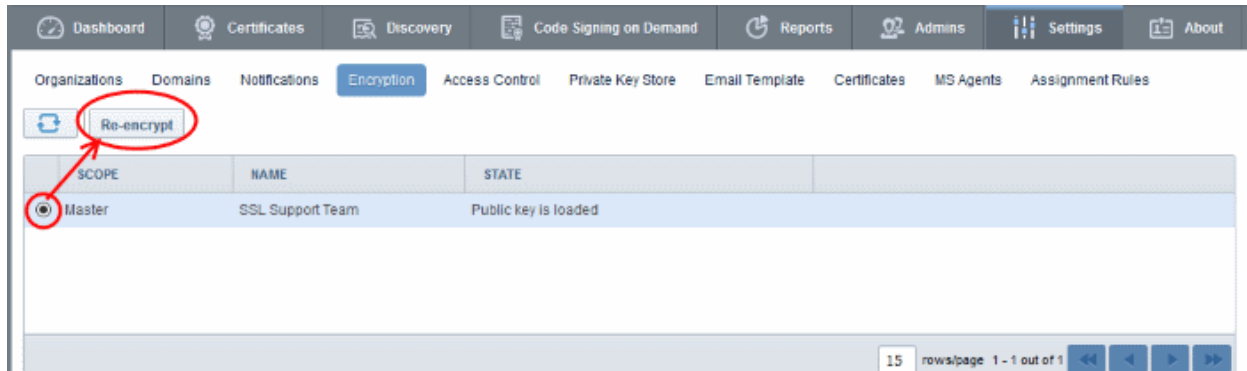 Dashboard Certificates Discovery Code Signing on Demand Reports Admins Settings About
Organizations Domains Notifications Encryption Access Control Private Key Store Email Template Certificates MS Agents Assignment Rules
Re-encrypt
SCOPE NAME STATE
Master SSL Support Team Public key is loaded
15 rows/page 1 - 1 out of 1